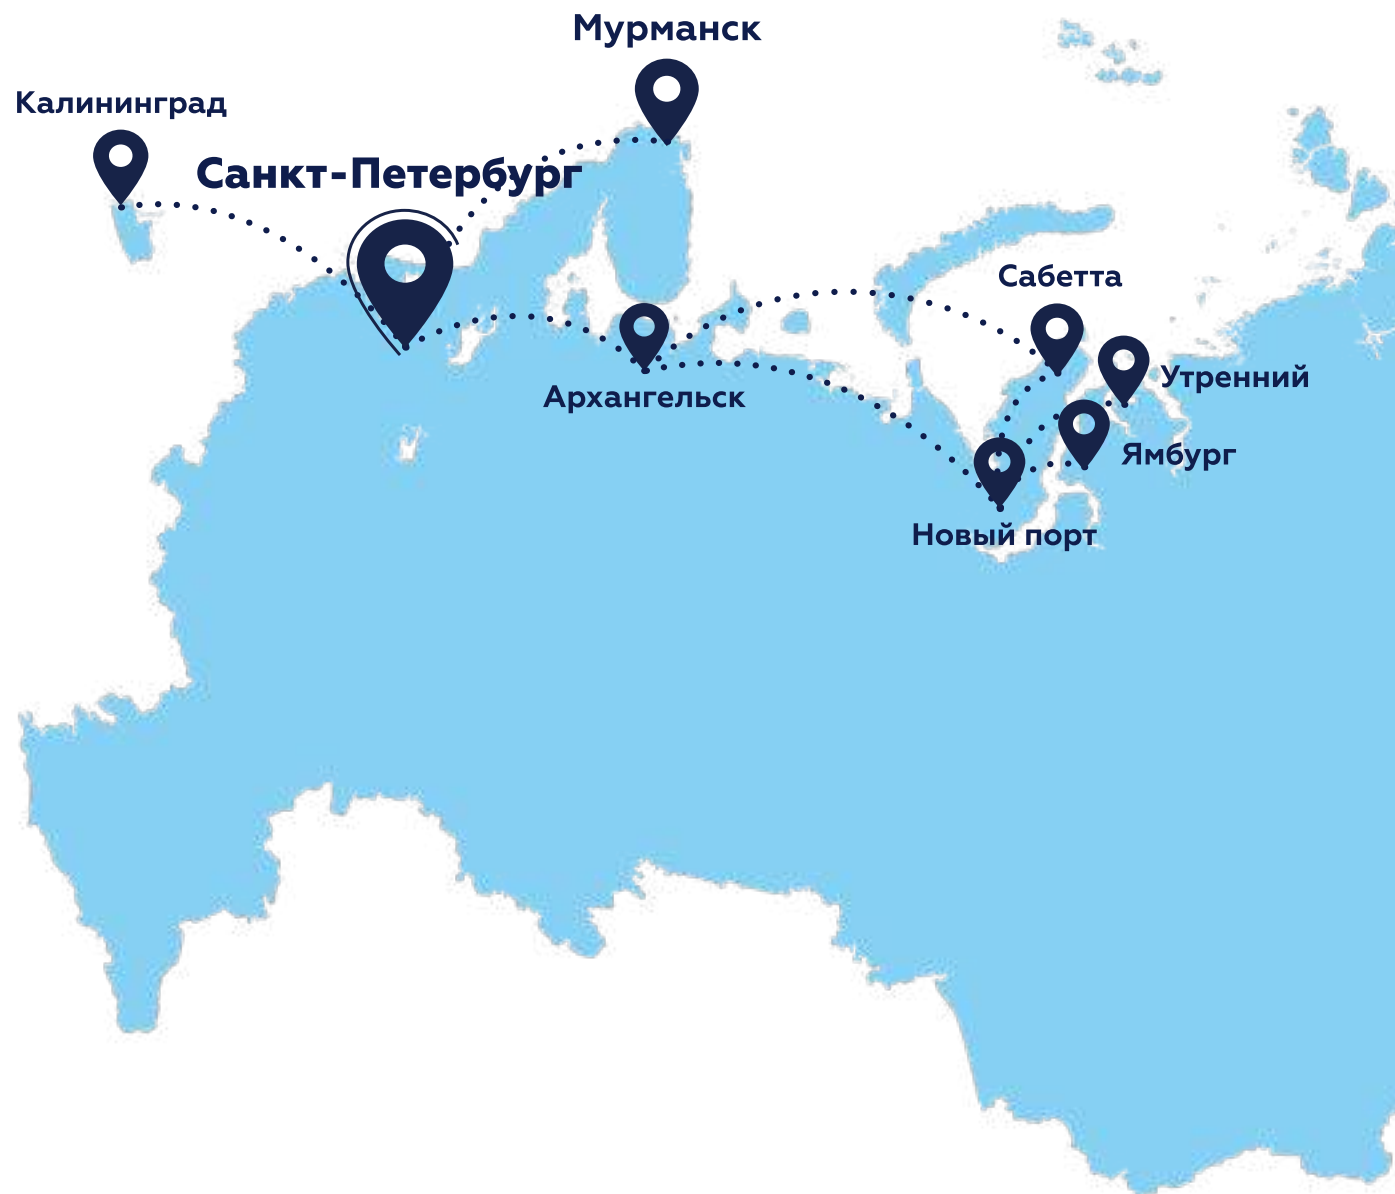 Мурманск
Калининград
Санкт-Петербург
Сабетта
Утренний
Архангельск
Ямбург
Новый порт